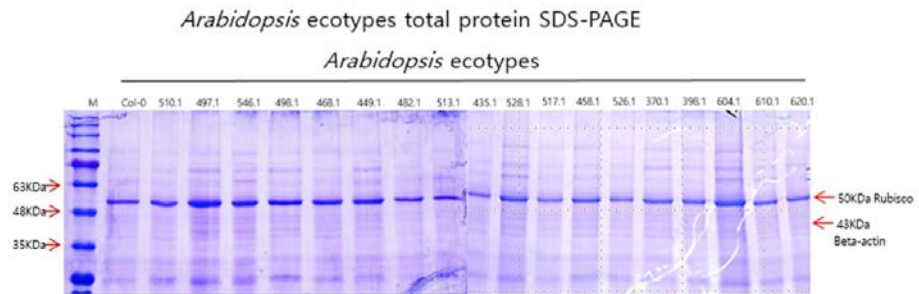 Arabidopsis ecotypes total protein SDS-PAGE
Arabidopsis ecotypes
M Col-0 510.1 497.1 546.1 498.1 468.1 449.1 482.1 513.1 435.1 528.1 517.1 458.1 526.1 370.1 398.1 604.1 610.1 620.1
63KDa
50KDa Rubisco
48KDa
43KDa
Beta-actin
35KDa